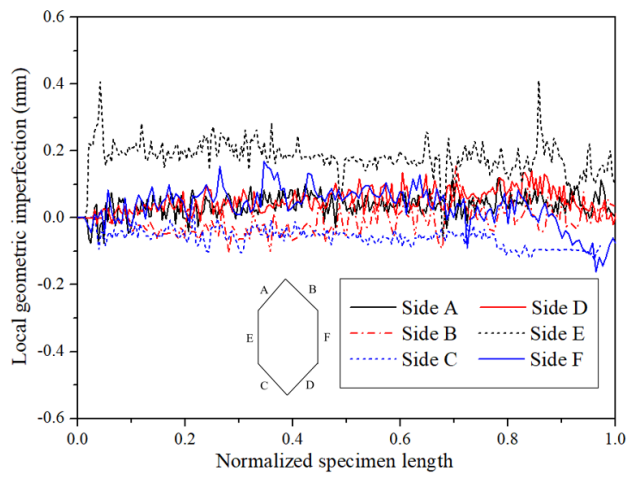 Local geometric imperfection (mm)
0.6
0.4
0.2
0.0
-0.2
-0.4
-0.6
A
B
E
F
C
D
Side A
Side D
Side B
Side E
Side C
Side F
0.0
0.2
0.4
0.6
0.8
1.0
Normalized specimen length